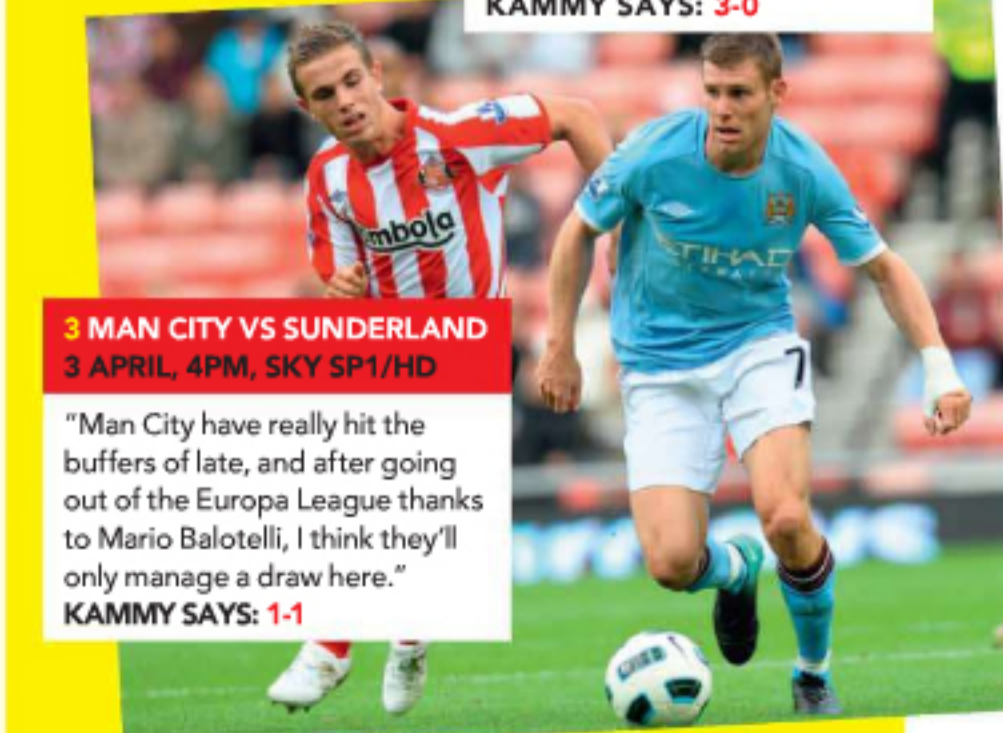 KAMMY SAYS: 3-0
mbola
ETIHAD
7
3 MAN CITY VS SUNDERLAND
3 APRIL, 4PM, SKY SP1/HD
"Man City have really hit the
buffers of late, and after going
out of the Europa League thanks
to Mario Balotelli, I think they'll
only manage a draw here."
KAMMY SAYS: 1-1